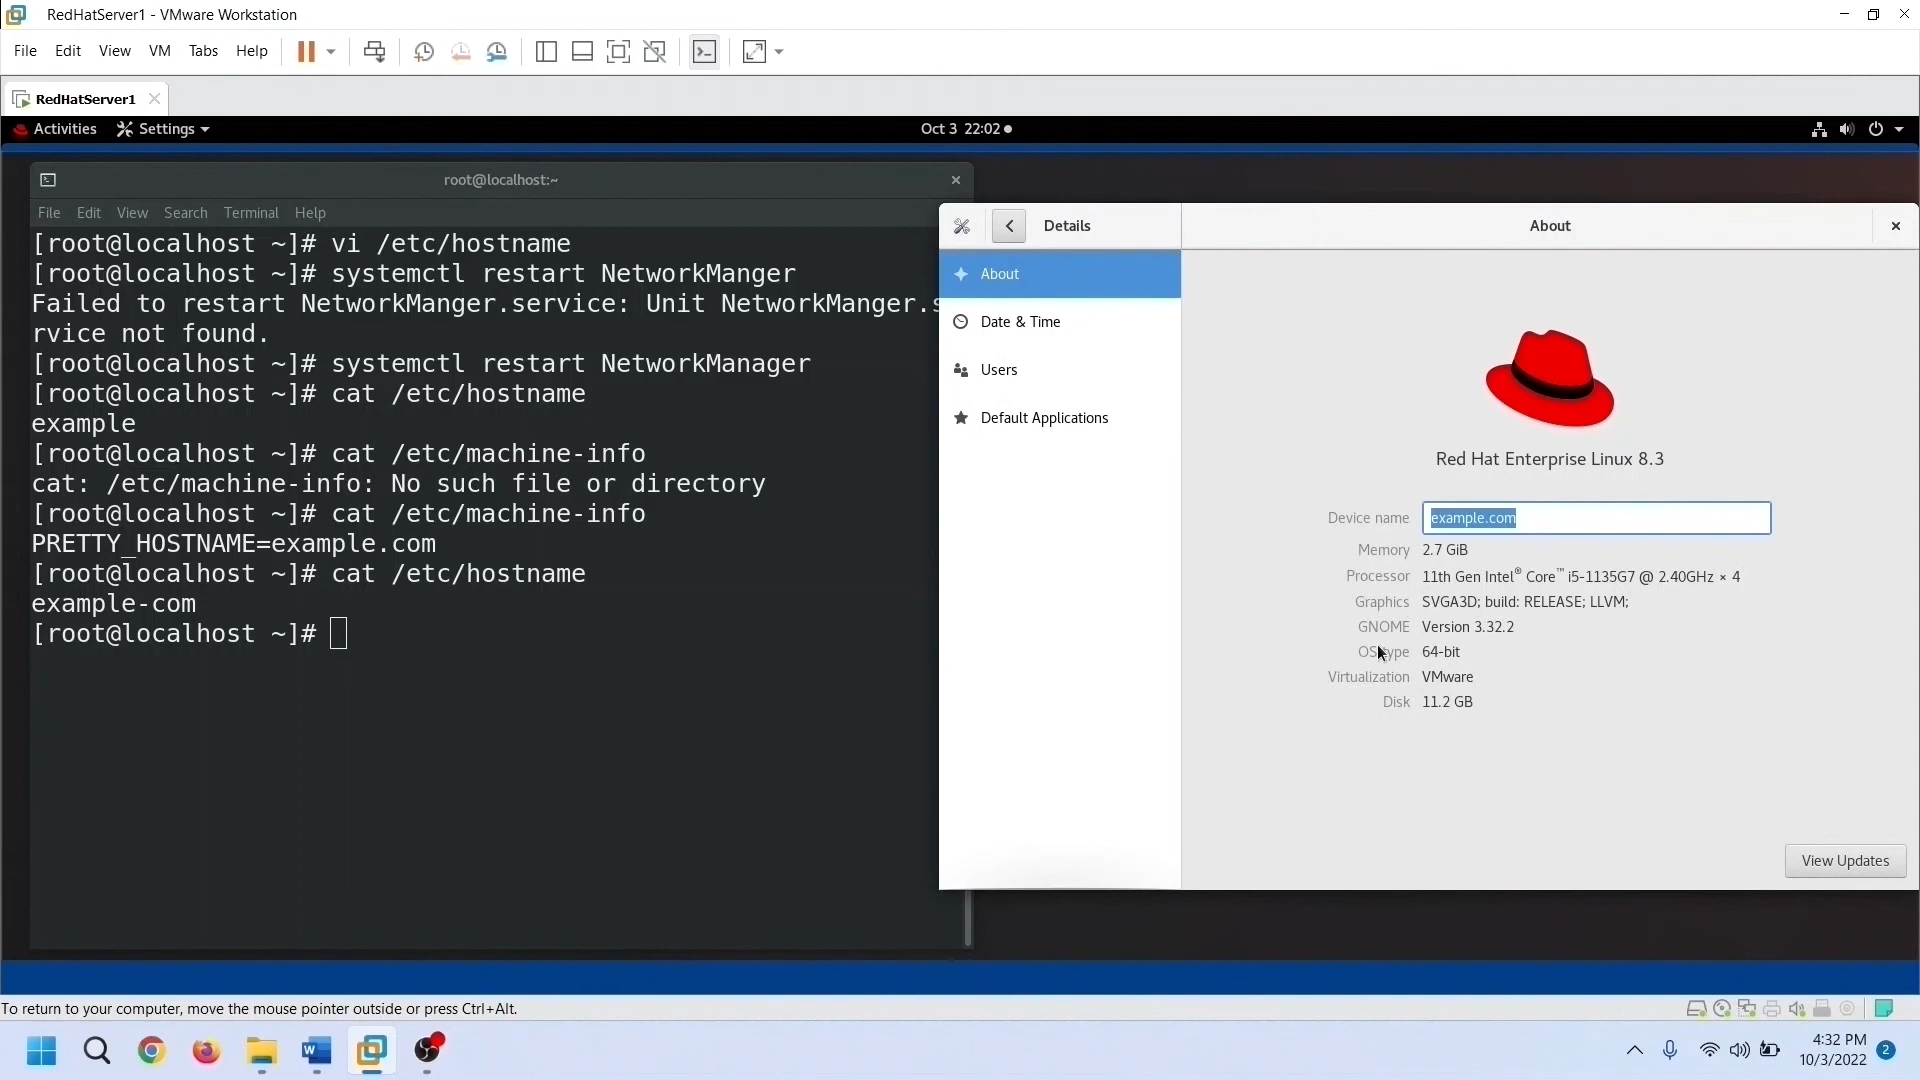 RedHatServer1 - VMware Workstation
File Edit View VM Tabs Help
RedHatServer1
Activities Settings Oct 3 22:02
root@localhost:~
File Edit View Search Terminal Help
[root@localhost ~]# vi /etc/hostname
[root@localhost ~]# systemctl restart NetworkManger
Failed to restart NetworkManger.service: Unit NetworkManger.s
rvice not found.
[root@localhost ~]# systemctl restart NetworkManager
[root@localhost ~]# cat /etc/hostname
example
[root@localhost ~]# cat /etc/machine-info
cat: /etc/machine-info: No such file or directory
[root@localhost ~]# cat /etc/machine-info
PRETTY_HOSTNAME=example.com
[root@localhost ~]# cat /etc/hostname
example-com
[root@localhost ~]#
Details
About
About
Date & Time
Users
Default Applications
Red Hat Enterprise Linux 8.3
Device name example.com
Memory 2.7 GiB
Processor 11th Gen Intel® Core™ i5-1135G7 @ 2.40GHz × 4
Graphics SVGA3D; build: RELEASE; LLVM;
GNOME Version 3.32.2
OS type 64-bit
Virtualization VMware
Disk 11.2 GB
View Updates
To return to your computer, move the mouse pointer outside or press Ctrl+Alt.
4:32 PM
10/3/2022
2